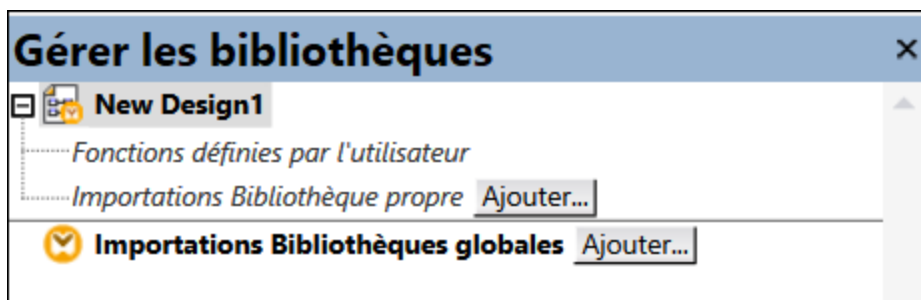 Gérer les bibliothèques
New Design1
Fonctions définies par l'utilisateur
Importations Bibliothèque propre Ajouter...
Importations Bibliothèques globales Ajouter...